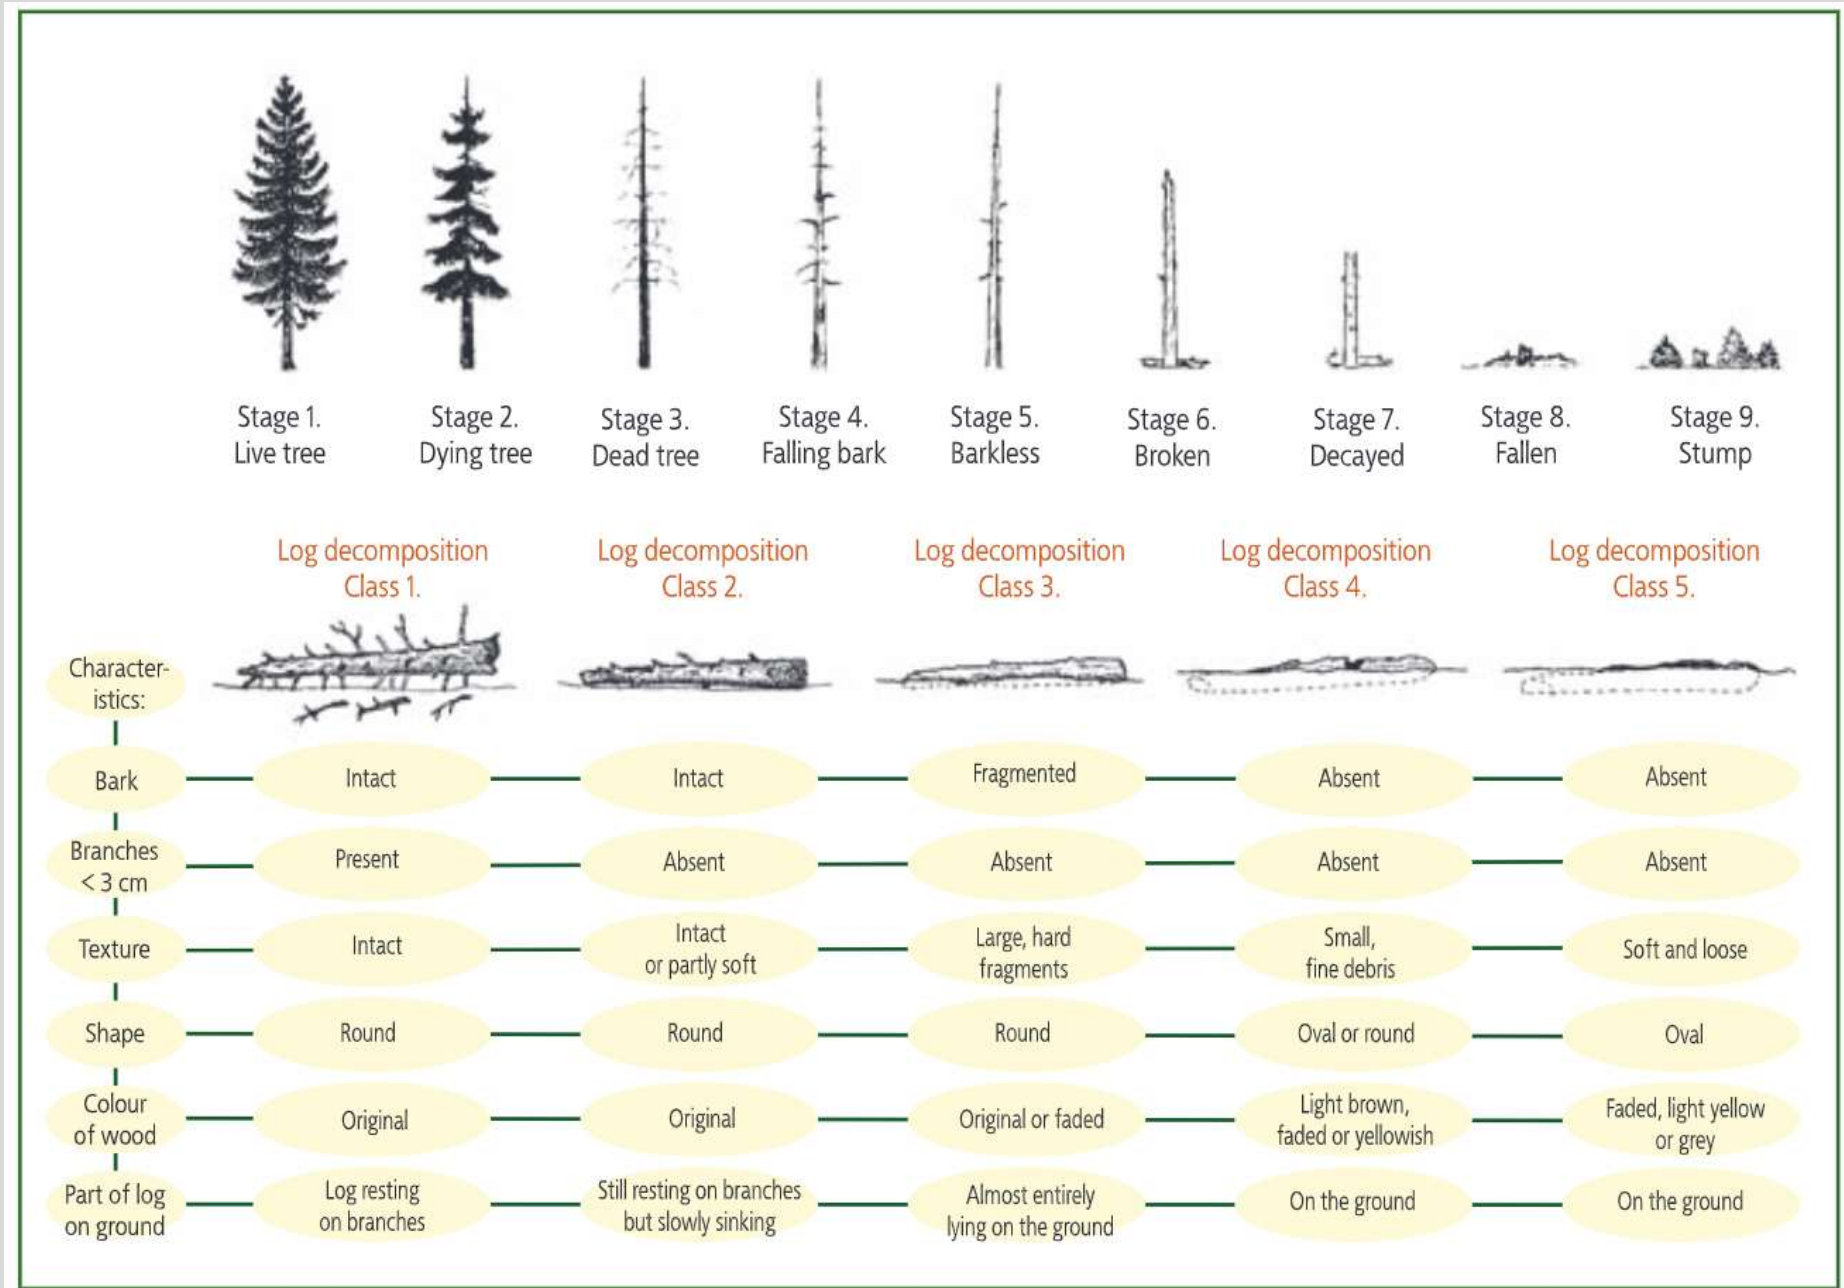 Stage 1.
Live tree
Stage 2.
Dying tree
Stage 3.
Dead tree
Stage 4.
Falling bark
Stage 5.
Barkless
Stage 6.
Broken
Stage 7.
Decayed
Stage 8.
Fallen
Stage 9.
Stump
Log decomposition
Class 1.
Log decomposition
Class 2.
Log decomposition
Class 3.
Log decomposition
Class 4.
Log decomposition
Class 5.
Character-
istics:
Bark
Intact
Intact
Fragmented
Absent
Absent
Branches
< 3 cm
Present
Absent
Absent
Absent
Absent
Texture
Intact
Intact
or partly soft
Large, hard
fragments
Small,
fine debris
Soft and loose
Shape
Round
Round
Round
Oval or round
Oval
Colour
of wood
Original
Original
Original or faded
Light brown,
faded or yellowish
Faded, light yellow
or grey
Part of log
on ground
Log resting
on branches
Still resting on branches
but slowly sinking
Almost entirely
lying on the ground
On the ground
On the ground